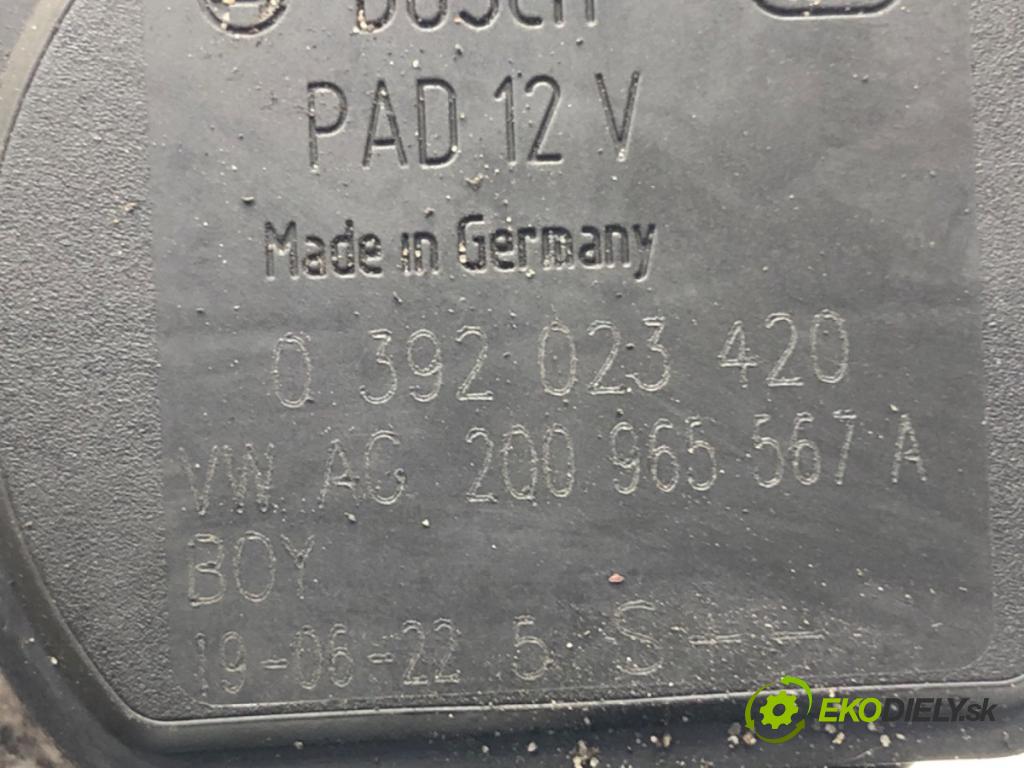 BOSCH
PAD 12 V
Made in Germany
0 392 023 420
VW AG 2Q0 965 567 A
BOY
19-06-22 5 S--
EKODIELY.sk